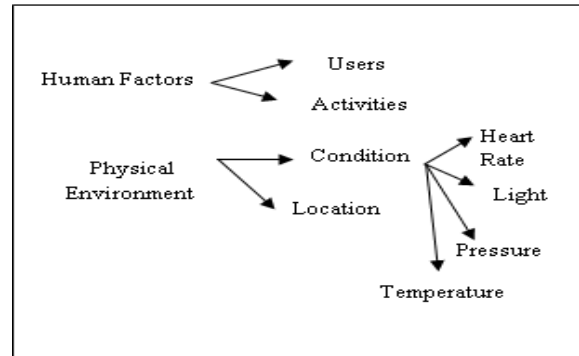 Users
Human Factors
Activities
Heart
Rate
Condition
Physical
Environment
Light
Location
Pressure
Temperature